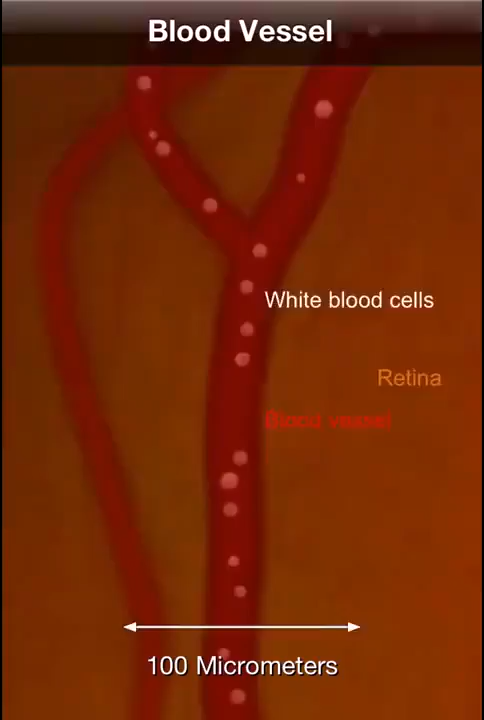 Blood Vessel
White blood cells
Retina
Blood vessel
100 Micrometers